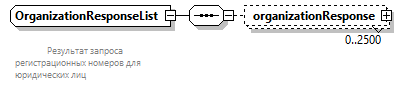 OrganizationResponseList
organizationResponse
0..2500
Результат запроса
регистрационных номеров для
юридических лиц